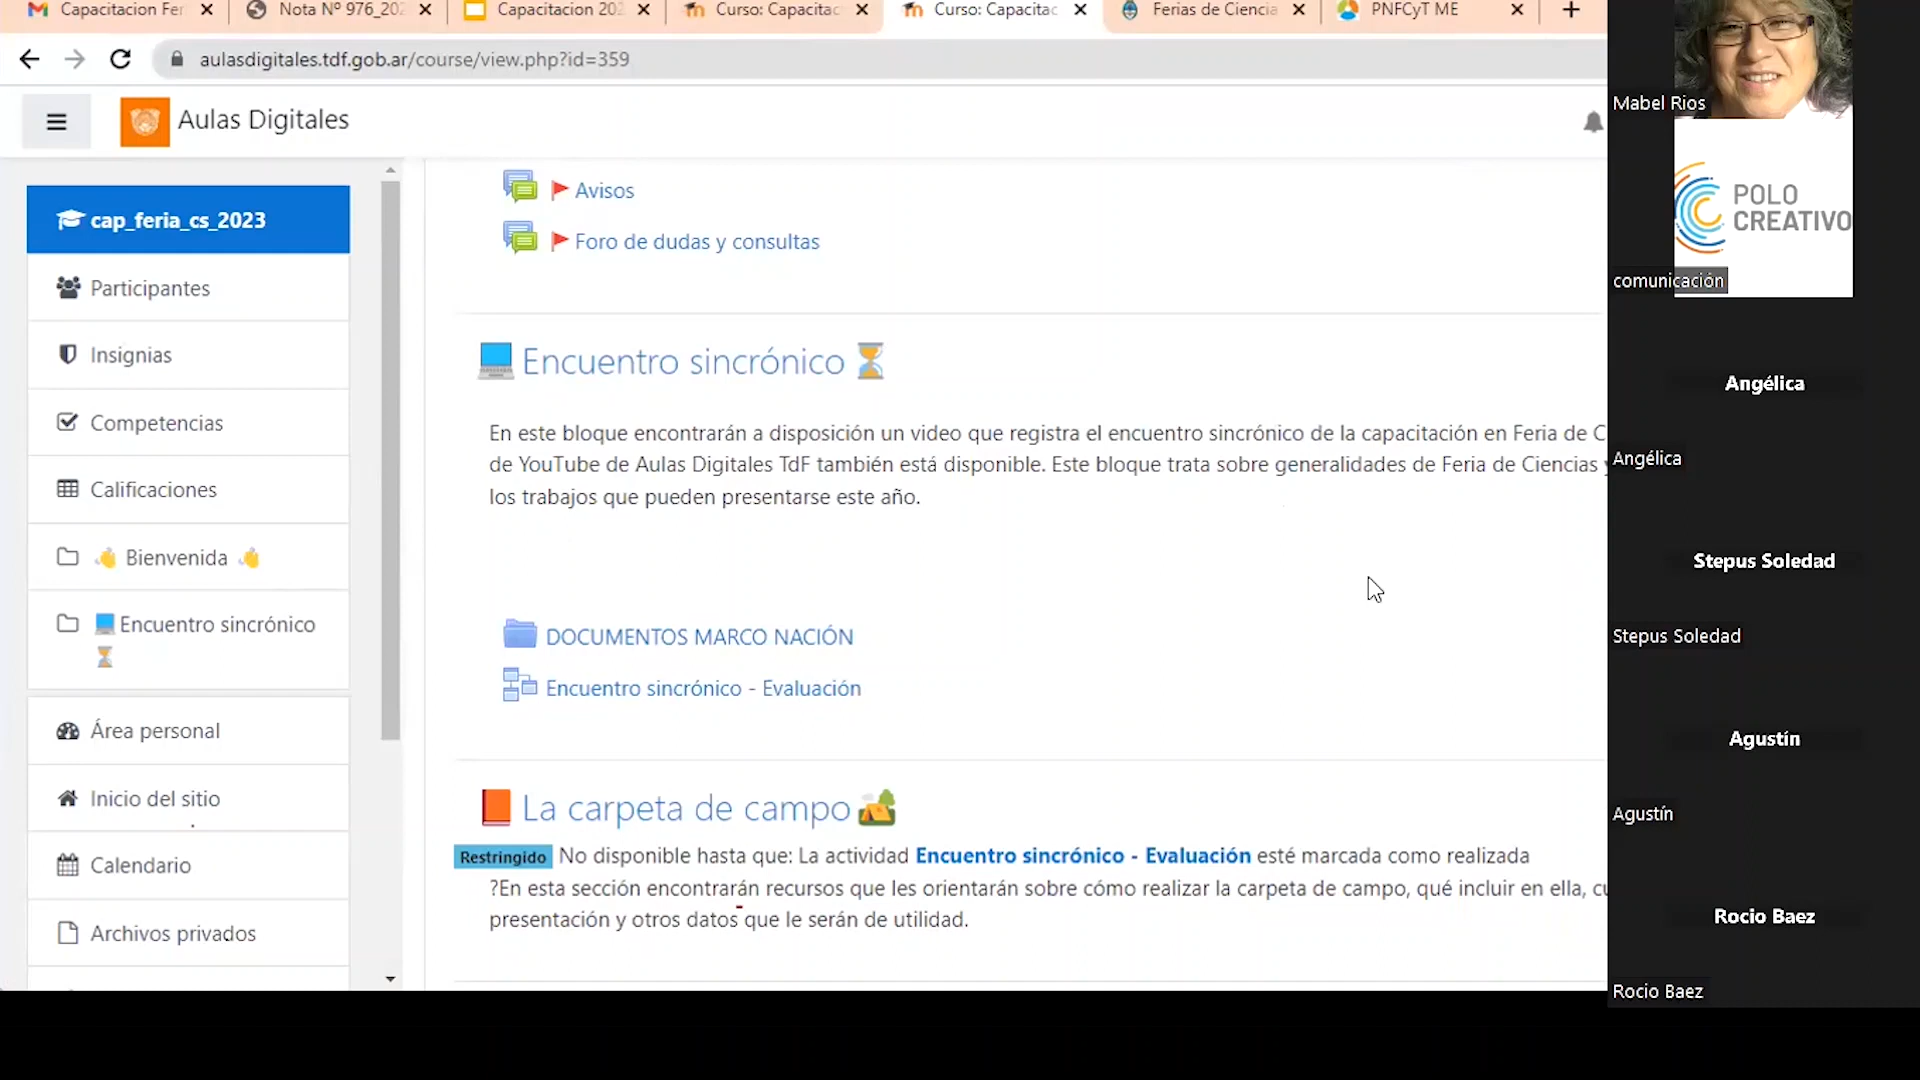 Capacitacion Fer
Nota Nº 976_202
Capacitacion 202
Curso: Capacitac
Curso: Capacitac
Ferias de Ciencia
PNFCyT ME
aulasdigitales.tdf.gob.ar/course/view.php?id=359
Aulas Digitales
cap_feria_cs_2023
Participantes
Insignias
Competencias
Calificaciones
Bienvenida
Encuentro sincrónico
Área personal
Inicio del sitio
Calendario
Archivos privados
Avisos
Foro de dudas y consultas
Encuentro sincrónico
En este bloque encontrarán a disposición un video que registra el encuentro sincrónico de la capacitación en Feria de C
de YouTube de Aulas Digitales TdF también está disponible. Este bloque trata sobre generalidades de Feria de Ciencias y
los trabajos que pueden presentarse este año.
DOCUMENTOS MARCO NACIÓN
Encuentro sincrónico - Evaluación
La carpeta de campo
Restringido No disponible hasta que: La actividad Encuentro sincrónico - Evaluación esté marcada como realizada
?En esta sección encontrarán recursos que les orientarán sobre cómo realizar la carpeta de campo, qué incluir en ella, cu
presentación y otros datos que le serán de utilidad.
Mabel Rios
POLO
CREATIVO
comunicación
Angélica
Angélica
Stepus Soledad
Stepus Soledad
Agustín
Agustín
Rocio Baez
Rocio Baez